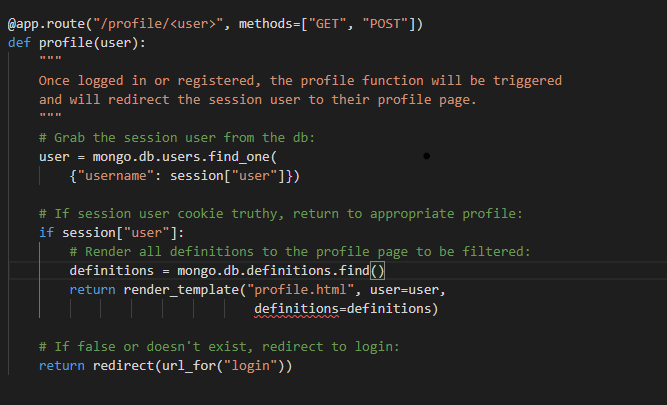 @app.route("/profile/<user>", methods=["GET", "POST"])
def profile(user):
    """
    Once logged in or registered, the profile function will be triggered
    and will redirect the session user to their profile page.
    """
    # Grab the session user from the db:
    user = mongo.db.users.find_one(
        {"username": session["user"]})

    # If session user cookie truthy, return to appropriate profile:
    if session["user"]:
        # Render all definitions to the profile page to be filtered:
        definitions = mongo.db.definitions.find()
        return render_template("profile.html", user=user,
                                definitions=definitions)

    # If false or doesn't exist, redirect to login:
    return redirect(url_for("login"))